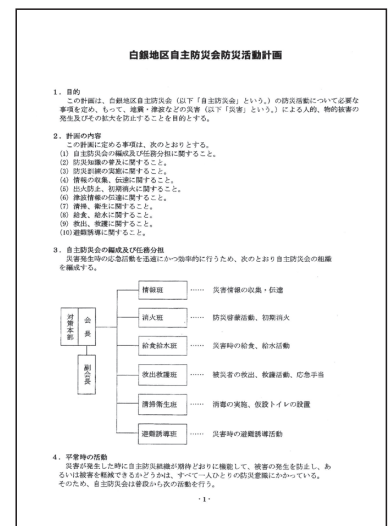 白銀地区自主防災会防災活動計画
1．目的
この計画は、白銀地区自主防災会（以下「自主防災会」という。）の防災活動について必要な
事項を定め、もって、地震・津波などの災害（以下「災害」という。）による人的、物的被害の
発生及びその拡大を防止することを目的とする。
2．計画の内容
この計画に定める事項は、次のとおりとする。
(1) 自主防災会の編成及び任務分担に関すること。
(2) 防災知識の普及に関すること。
(3) 防災訓練の実施に関すること。
(4) 情報の収集、伝達に関すること。
(5) 出火防止、初期消火に関すること。
(6) 津波情報の伝達に関すること。
(7) 清掃、衛生に関すること。
(8) 給食、給水に関すること。
(9) 救出、救護に関すること。
(10) 避難誘導に関すること。
3．自主防災会の編成及び任務分担
災害発生時の応急活動を迅速にかつ効率的に行うため、次のとおり自主防災会の組織
を編成する。
対策本部
会長
副会長
情報班 …… 災害情報の収集・伝達
消火班 …… 防災啓蒙活動、初期消火
給食給水班 …… 災害時の給食、給水活動
救出救護班 …… 被災者の救出、救護活動、応急手当
清掃衛生班 …… 消毒の実施、仮設トイレの設置
避難誘導班 …… 災害時の避難誘導活動
4．平常時の活動
災害が発生した時に自主防災組織が期待どおりに機能して、被害の発生を防止し、あ
るいは被害を軽減できるかどうかは、すべて一人ひとりの防災意識にかかっている。
そのため、自主防災会は普段から次の活動を行う。
- 1 -